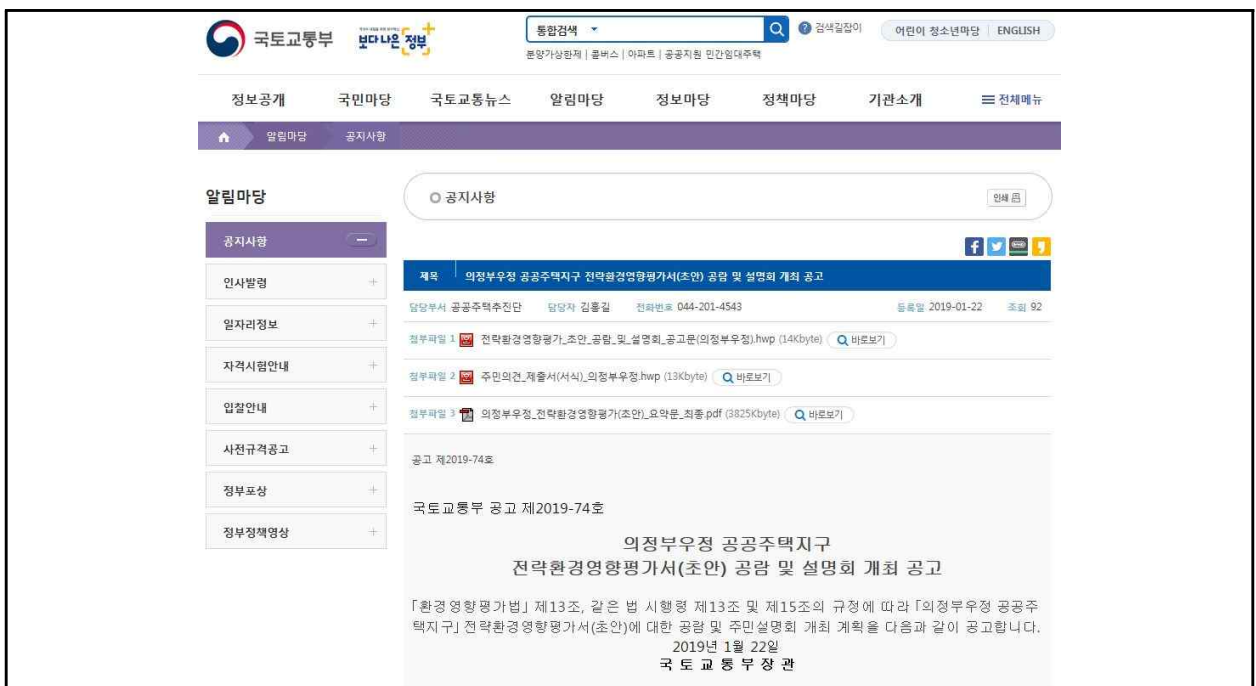 국토교통부 보다나은 정부
통합검색
검색길잡이
어린이 청소년마당 ENGLISH
분양가상한제 | 콜버스 | 아파트 | 공공지원 민간임대주택
정보공개 국민마당 국토교통뉴스 알림마당 정보마당 정책마당 기관소개 전체메뉴
알림마당 공지사항
알림마당
공지사항
인사발령
일자리정보
자격시험안내
입찰안내
사전규격공고
정부포상
정부정책영상
공지사항 인쇄
제목 의정부우정 공공주택지구 전략환경영향평가서(초안) 공람 및 설명회 개최 공고
담당부서 공공주택추진단 담당자 김홍길 전화번호 044-201-4543 등록일 2019-01-22 조회 92
첨부파일 1 전략환경영향평가_초안_공람_및_설명회_공고문(의정부우정).hwp (14Kbyte) 바로보기
첨부파일 2 주민의견_제출서(서식)_의정부우정.hwp (13Kbyte) 바로보기
첨부파일 3 의정부우정_전략환경영향평가(초안)_요약문_최종.pdf (3825Kbyte) 바로보기
공고 제2019-74호
국토교통부 공고 제2019-74호
의정부우정 공공주택지구
전략환경영향평가서(초안) 공람 및 설명회 개최 공고
「환경영향평가법」 제13조, 같은 법 시행령 제13조 및 제15조의 규정에 따라 「의정부우정 공공주
택지구」 전략환경영향평가서(초안)에 대한 공람 및 주민설명회 개최 계획을 다음과 같이 공고합니다.
2019년 1월 22일
국 토 교 통 부 장 관